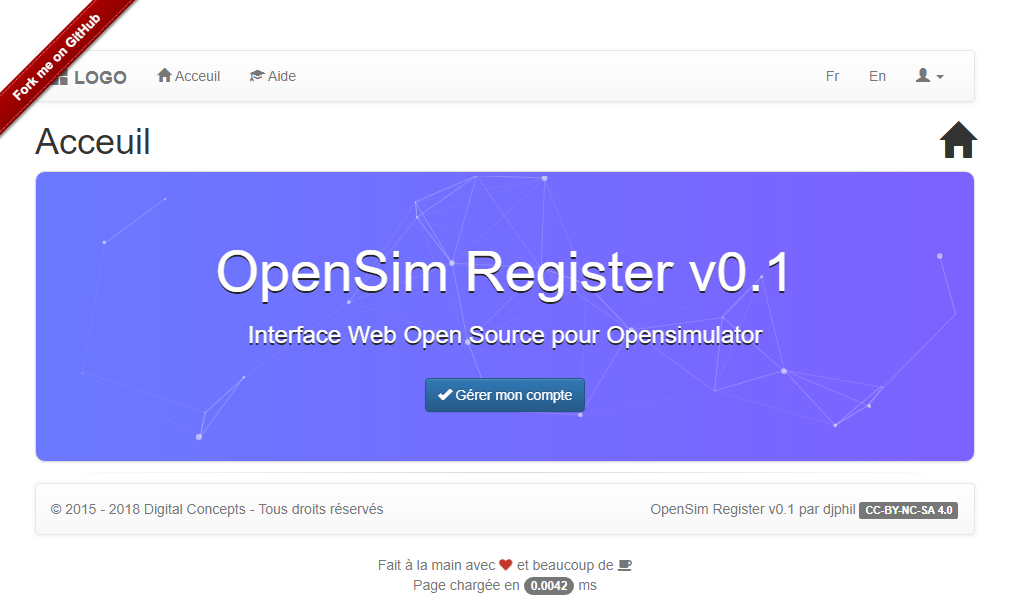 Fork me on GitHub
LOGO Acceuil Aide Fr En
Acceuil
OpenSim Register v0.1
Interface Web Open Source pour Opensimulator
Gérer mon compte
© 2015 - 2018 Digital Concepts - Tous droits réservés OpenSim Register v0.1 par djphil CC-BY-NC-SA 4.0
Fait à la main avec et beaucoup de
Page chargée en 0.0042 ms